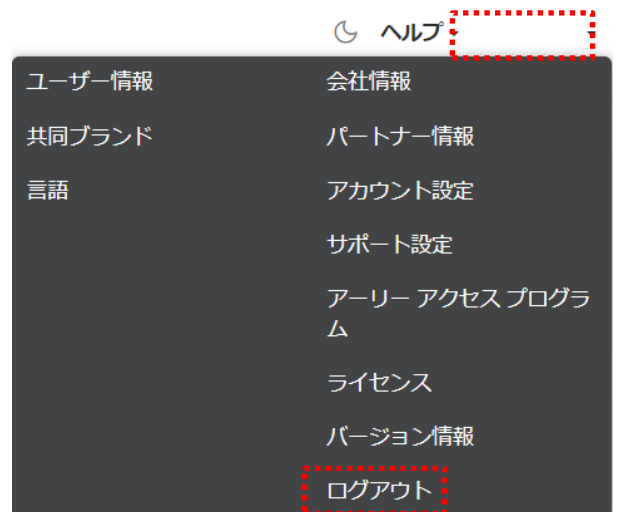 ヘルプ
ユーザー情報
共同ブランド
言語
会社情報
パートナー情報
アカウント設定
サポート設定
アーリー アクセス プログラ
ム
ライセンス
バージョン情報
ログアウト